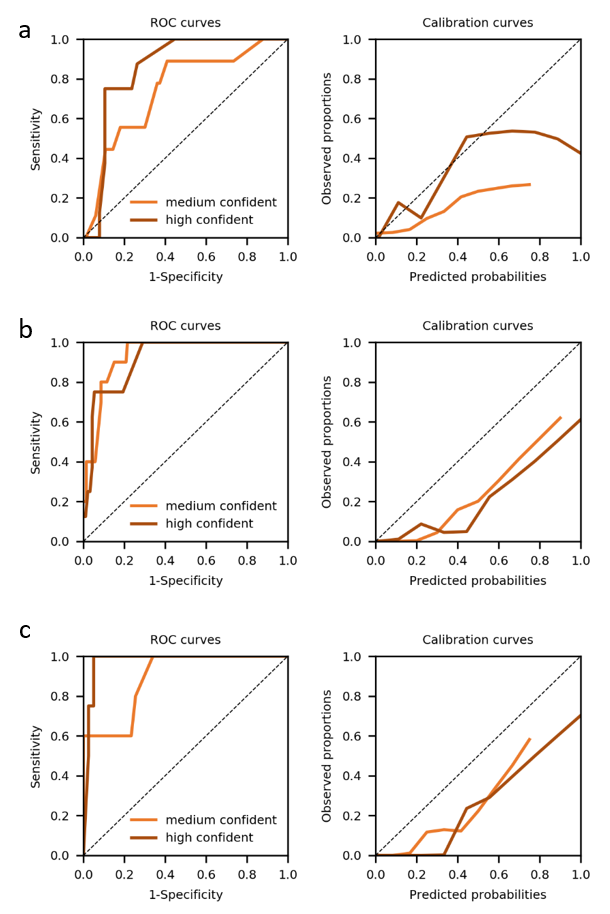 a
ROC curves
Calibration curves
1.0
0.8
0.6
0.4
0.2
0.0
Sensitivity
medium confident
high confident
0.0 0.2 0.4 0.6 0.8 1.0
1-Specificity
1.0
0.8
0.6
0.4
0.2
0.0
Observed proportions
0.0 0.2 0.4 0.6 0.8 1.0
Predicted probabilities
b
ROC curves
Calibration curves
1.0
0.8
0.6
0.4
0.2
0.0
Sensitivity
medium confident
high confident
0.0 0.2 0.4 0.6 0.8 1.0
1-Specificity
1.0
0.8
0.6
0.4
0.2
0.0
Observed proportions
0.0 0.2 0.4 0.6 0.8 1.0
Predicted probabilities
c
ROC curves
Calibration curves
1.0
0.8
0.6
0.4
0.2
0.0
Sensitivity
medium confident
high confident
0.0 0.2 0.4 0.6 0.8 1.0
1-Specificity
1.0
0.8
0.6
0.4
0.2
0.0
Observed proportions
0.0 0.2 0.4 0.6 0.8 1.0
Predicted probabilities